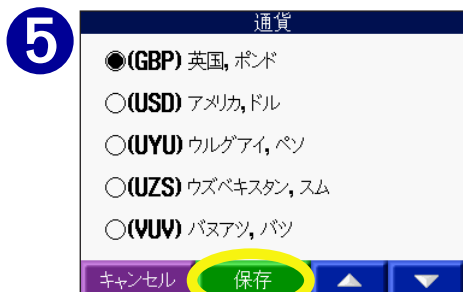 5
通貨
(GBP) 英国, ポンド
(USD) アメリカ, ドル
(UYU) ウルグアイ, ペソ
(UZS) ウズベキスタン, スム
(VUV) バヌアツ, バツ
キャンセル 保存